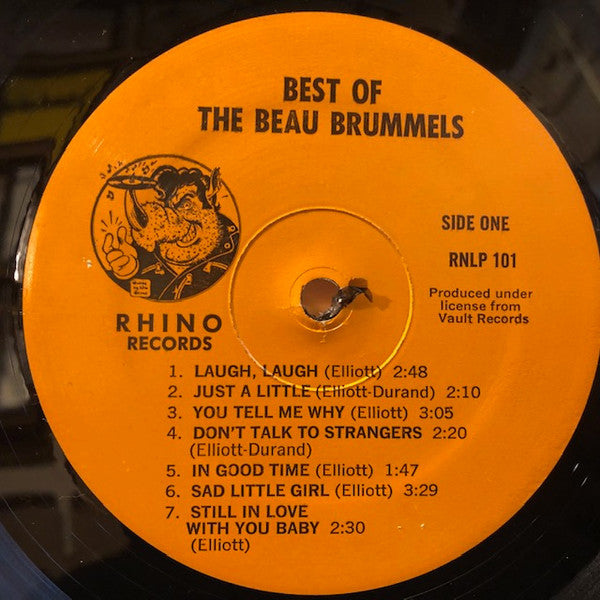 BEST OF
THE BEAU BRUMMELS
SIDE ONE
RNLP 101
Produced under
license from
Vault Records
RHINO
RECORDS
1. LAUGH, LAUGH (Elliott) 2:48
2. JUST A LITTLE (Elliott-Durand) 2:10
3. YOU TELL ME WHY (Elliott) 3:05
4. DON'T TALK TO STRANGERS 2:20
(Elliott-Durand)
5. IN GOOD TIME (Elliott) 1:47
6. SAD LITTLE GIRL (Elliott) 3:29
7. STILL IN LOVE
WITH YOU BABY 2:30
(Elliott)